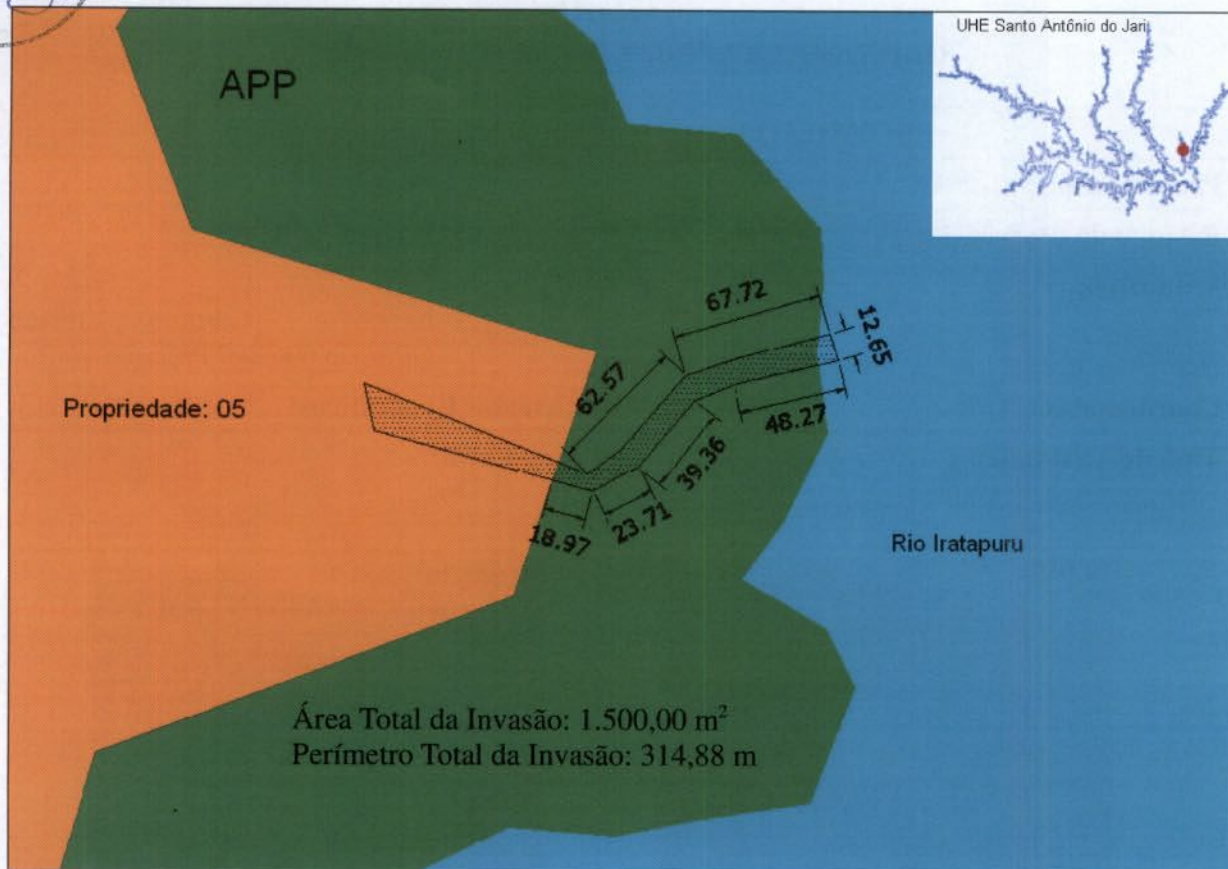 APP
UHE Santo Antônio do Jari
67.72
12.65
62.57
Propriedade: 05
48.27
39.36
23.71
18.97
Rio Iratapuru
Área Total da Invasão: 1.500,00 m²
Perímetro Total da Invasão: 314,88 m